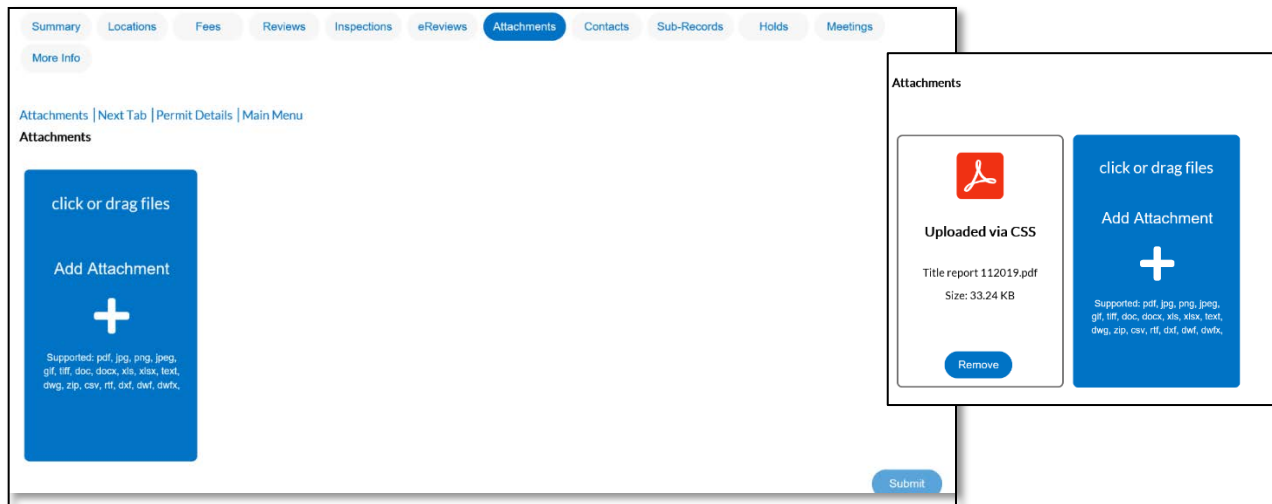 Summary Locations Fees Reviews Inspections eReviews Attachments Contacts Sub-Records Holds Meetings
More Info
Attachments | Next Tab | Permit Details | Main Menu
Attachments
click or drag files
Add Attachment
Supported: pdf, jpg, png, jpeg,
gif, tiff, doc, docx, xls, xlsx, text,
dwg, zip, csv, rtf, dxf, dwf, dwfx,
Submit
Attachments
Uploaded via CSS
Title report 112019.pdf
Size: 33.24 KB
Remove
click or drag files
Add Attachment
Supported: pdf, jpg, png, jpeg,
gif, tiff, doc, docx, xls, xlsx, text,
dwg, zip, csv, rtf, dxf, dwf, dwfx,